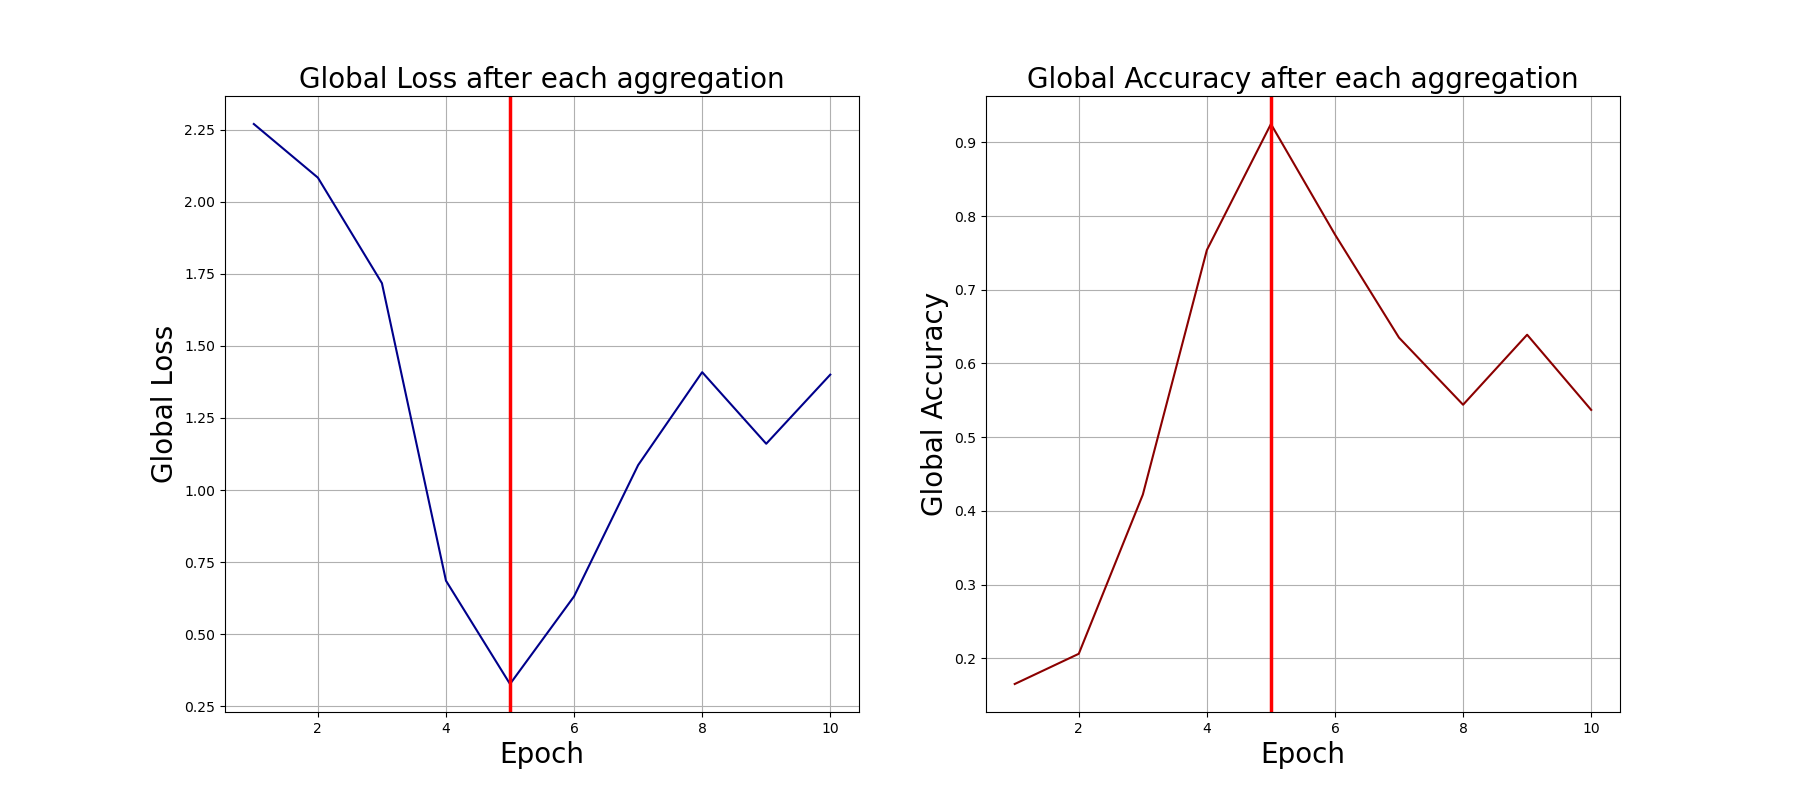 Global Loss after each aggregation
Global Loss
2.25
2.00
1.75
1.50
1.25
1.00
0.75
0.50
0.25
2 4 6 8 10
Epoch
Global Accuracy after each aggregation
Global Accuracy
0.9
0.8
0.7
0.6
0.5
0.4
0.3
0.2
2 4 6 8 10
Epoch